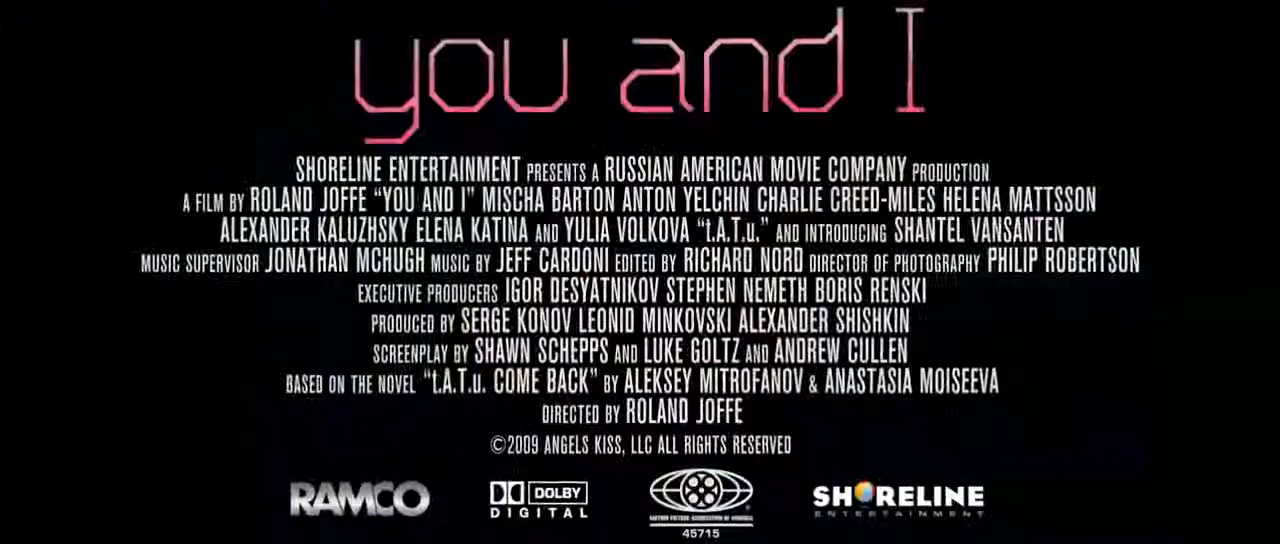 you and I
SHORELINE ENTERTAINMENT PRESENTS A RUSSIAN AMERICAN MOVIE COMPANY PRODUCTION
A FILM BY ROLAND JOFFE "YOU AND I" MISCHA BARTON ANTON YELCHIN CHARLIE CREED-MILES HELENA MATTSSON
ALEXANDER KALUZHSKY ELENA KATINA AND YULIA VOLKOVA "t.A.T.u." AND INTRODUCING SHANTEL VANSANTEN
MUSIC SUPERVISOR JONATHAN MCHUGH MUSIC BY JEFF CARDONI EDITED BY RICHARD NORD DIRECTOR OF PHOTOGRAPHY PHILIP ROBERTSON
EXECUTIVE PRODUCERS IGOR DESYATNIKOV STEPHEN NEMETH BORIS RENSKI
PRODUCED BY SERGE KONOV LEONID MINKOVSKI ALEXANDER SHISHKIN
SCREENPLAY BY SHAWN SCHEPPS AND LUKE GOLTZ AND ANDREW CULLEN
BASED ON THE NOVEL "t.A.T.u. COME BACK" BY ALEKSEY MITROFANOV & ANASTASIA MOISEEVA
DIRECTED BY ROLAND JOFFE
©2009 ANGELS KISS, LLC ALL RIGHTS RESERVED
RAMCO
DOLBY
DIGITAL
MOTION PICTURE ASSOCIATION OF AMERICA
45715
SHORELINE
ENTERTAINMENT